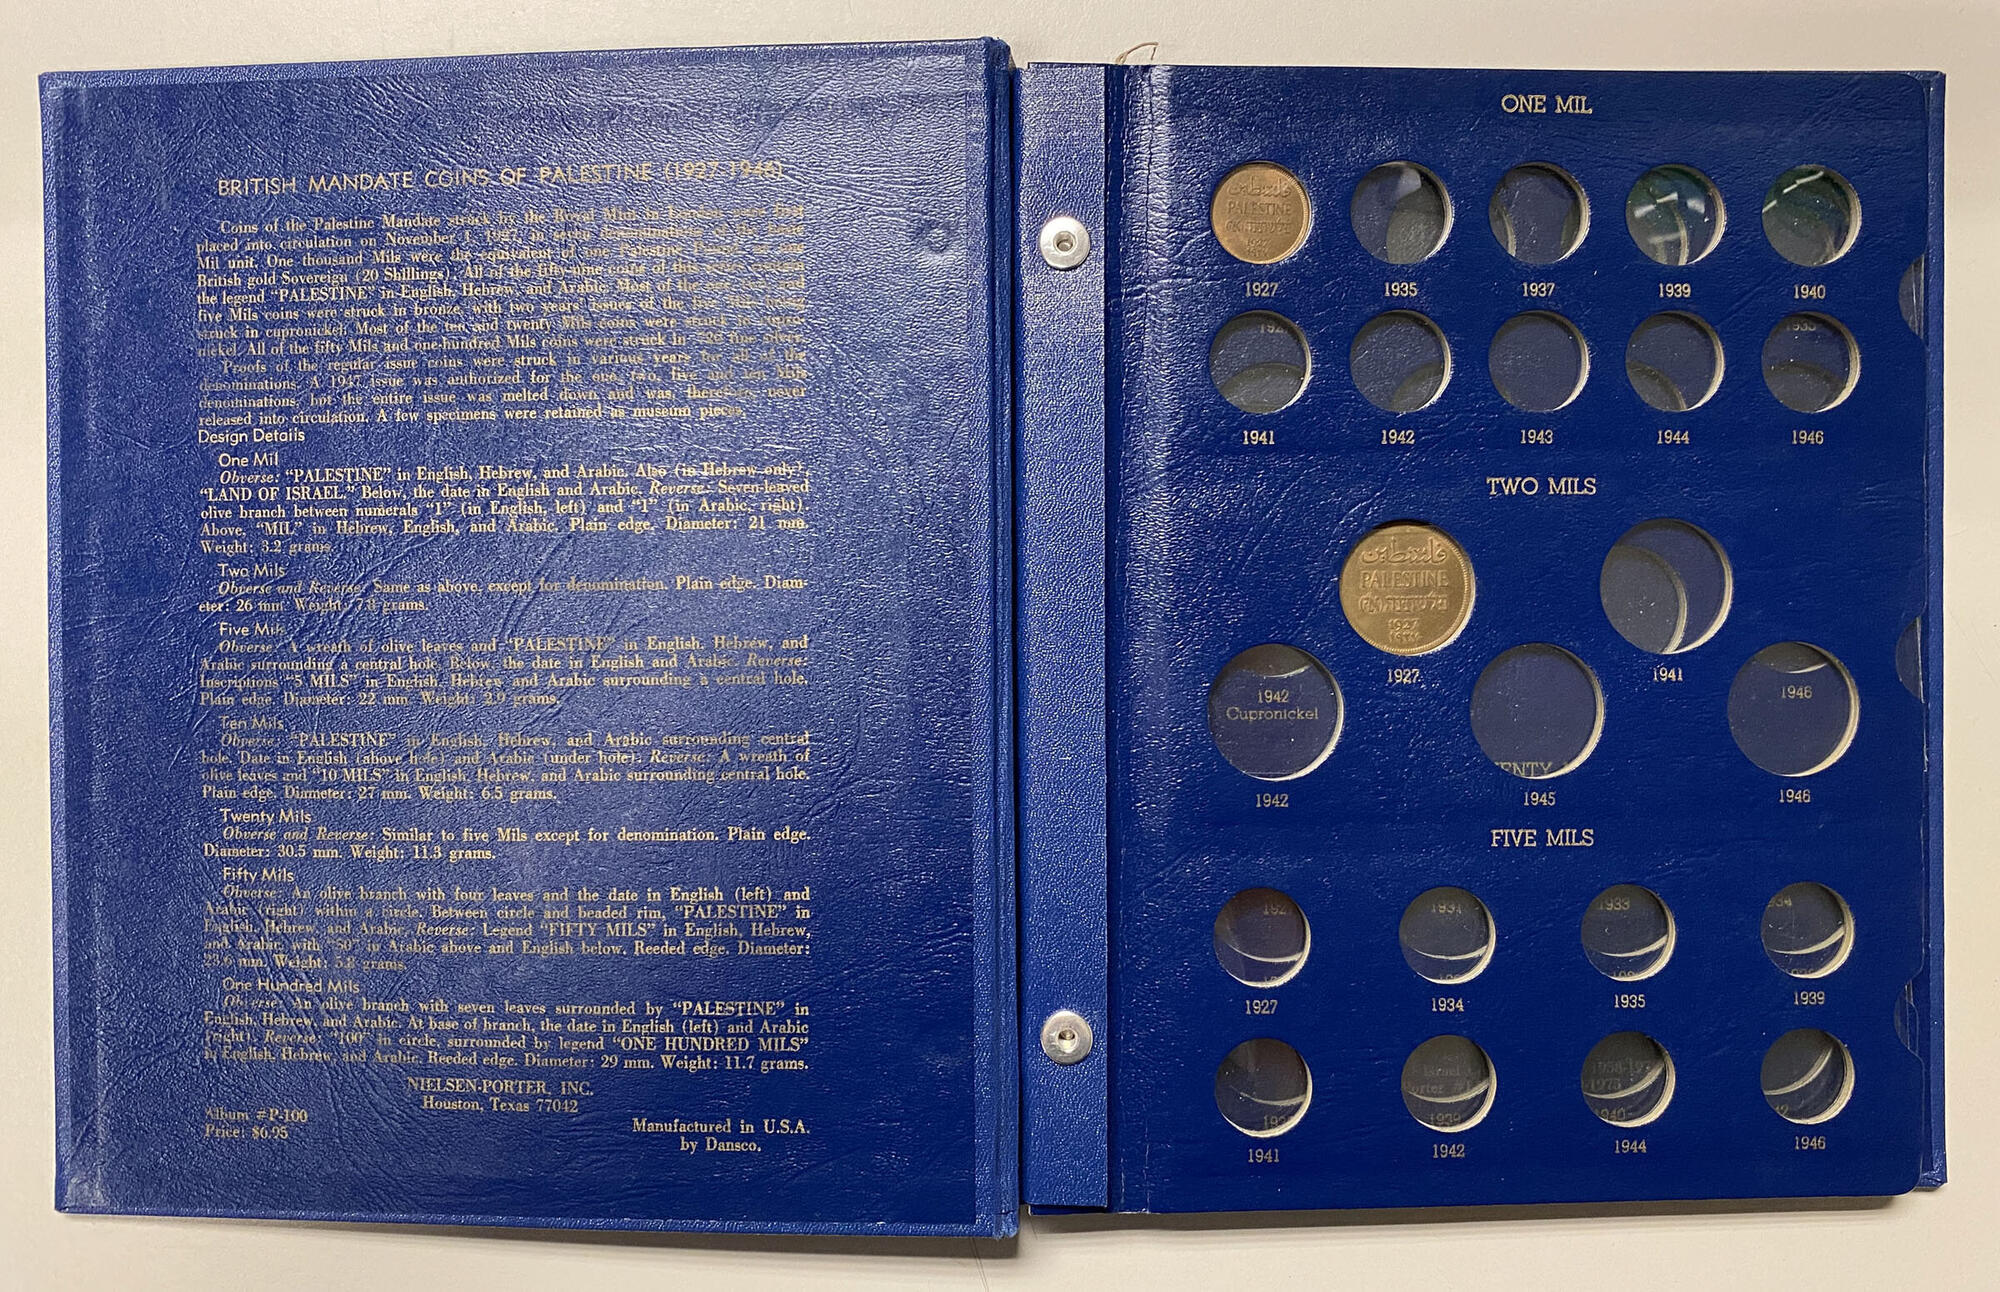 BRITISH MANDATE COINS OF PALESTINE (1927-1948)
Coins of the Palestine Mandate struck by the Royal Mint in London were first
placed into circulation on November 1, 1927, in seven denominations of the
Mil unit. One thousand Mils were the equivalent of one Palestine Pound, or one
British gold Sovereign (20 Shillings). All of the fifty-nine coins of this series contain
the legend "PALESTINE" in English, Hebrew, and Arabic. Most of the one, two and
five Mils coins were struck in bronze, with two years' issues of the five Mils being
struck in cupronickel. Most of the ten and twenty Mils coins were struck in cupro-
nickel. All of the fifty Mils and one-hundred Mils coins were struck in .720 fine silver.
Proofs of the regular issue coins were struck in various years for all of the
denominations. A 1947 issue was authorized for the one, two, five and ten Mils
denominations, but the entire issue was melted down and was, therefore, never
released into circulation. A few specimens were retained as museum pieces.
Design Details
One Mil
Obverse: "PALESTINE" in English, Hebrew, and Arabic. Also (in Hebrew only),
"LAND OF ISRAEL." Below, the date in English and Arabic. Reverse: Seven-leaved
olive branch between numerals "1" (in English, left) and "1" (in Arabic, right).
Above, "MIL" in Hebrew, English, and Arabic. Plain edge. Diameter: 21 mm.
Weight: 3.2 grams.
Two Mils
Obverse and Reverse: Same as above, except for denomination. Plain edge. Diam-
eter: 26 mm. Weight: 7.8 grams.
Five Mils
Obverse: A wreath of olive leaves and "PALESTINE" in English, Hebrew, and
Arabic surrounding a central hole. Below, the date in English and Arabic. Reverse:
Inscriptions "5 MILS" in English, Hebrew and Arabic surrounding a central hole.
Plain edge. Diameter: 22 mm. Weight: 2.9 grams.
Ten Mils
Obverse: "PALESTINE" in English, Hebrew, and Arabic surrounding central
hole. Date in English (above hole) and Arabic (under hole). Reverse: A wreath of
olive leaves and "10 MILS" in English, Hebrew, and Arabic surrounding central hole.
Plain edge. Diameter: 27 mm. Weight: 6.5 grams.
Twenty Mils
Obverse and Reverse: Similar to five Mils except for denomination. Plain edge.
Diameter: 30.5 mm. Weight: 11.3 grams.
Fifty Mils
Obverse: An olive branch with four leaves and the date in English (left) and
Arabic (right) within a circle. Between circle and beaded rim, "PALESTINE" in
English, Hebrew, and Arabic. Reverse: Legend "FIFTY MILS" in English, Hebrew,
and Arabic with "50" in Arabic above and English below. Reeded edge. Diameter:
23.6 mm. Weight: 5.8 grams.
One Hundred Mils
Obverse: An olive branch with seven leaves surrounded by "PALESTINE" in
English, Hebrew, and Arabic. At base of branch, the date in English (left) and Arabic
(right). Reverse: "100" in circle, surrounded by legend "ONE HUNDRED MILS"
in English, Hebrew, and Arabic. Reeded edge. Diameter: 29 mm. Weight: 11.7 grams.
NIELSEN-PORTER, INC.
Houston, Texas 77042
Album #P-100
Price: $6.95
Manufactured in U.S.A.
by Dansco.
ONE MIL
فلسطين
PALESTINE
1927
1927 1935 1937 1939 1940
1941 1942 1943 1944 1946
TWO MILS
فلسطين
PALESTINE
פלשתינה (א״י)
1927
١٩٢٧
1927 1941
1942
Cupronickel
1946
ENTY
1942 1945 1946
FIVE MILS
1927 1934 1935 1939
1941 1942 1944 1946